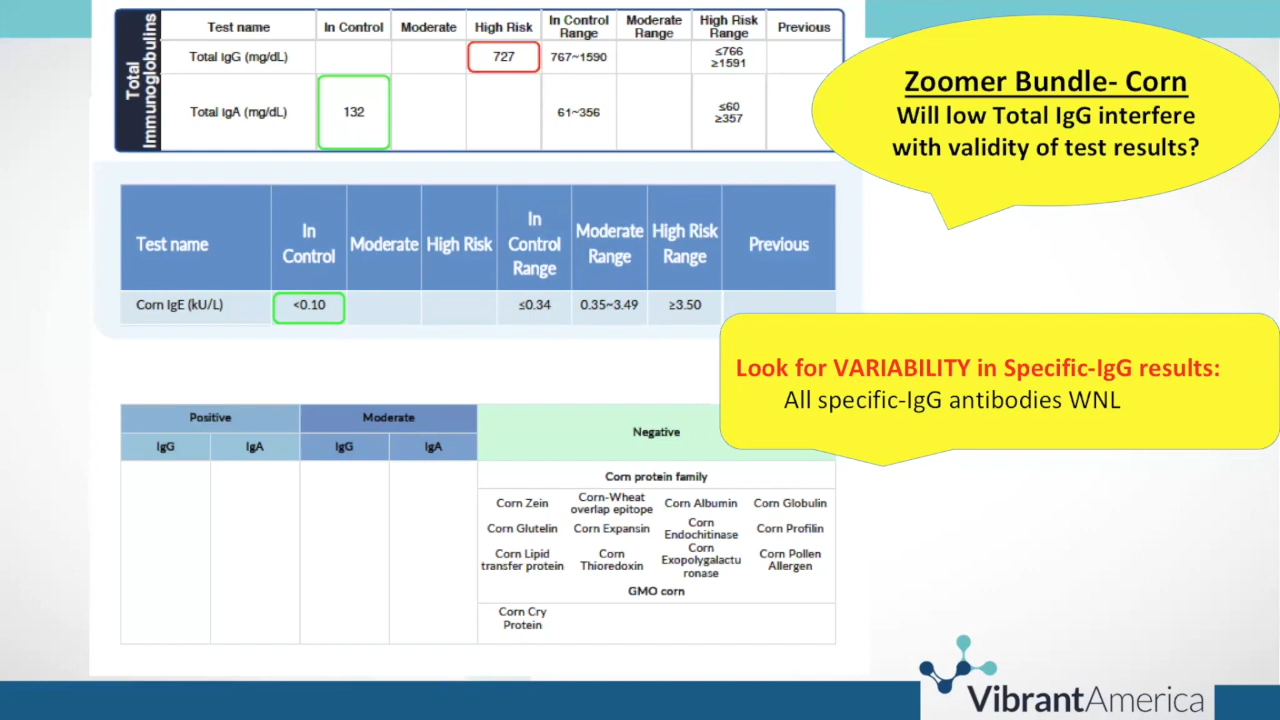 Total Immunoglobulins
Test name In Control Moderate High Risk In Control Range Moderate Range High Risk Range Previous
Total IgG (mg/dL) 727 767~1590 ≤766 ≥1591
Total IgA (mg/dL) 132 61~356 ≤60 ≥357
Zoomer Bundle- Corn
Will low Total IgG interfere
with validity of test results?
Test name In Control Moderate High Risk In Control Range Moderate Range High Risk Range Previous
Corn IgE (kU/L) <0.10 ≤0.34 0.35~3.49 ≥3.50
Look for VARIABILITY in Specific-IgG results:
All specific-IgG antibodies WNL
Positive Moderate Negative
IgG IgA IgG IgA
Corn protein family
Corn Zein Corn-Wheat overlap epitope Corn Albumin Corn Globulin
Corn Glutelin Corn Expansin Corn Endochitinase Corn Profilin
Corn Lipid transfer protein Corn Thioredoxin Corn Exopolygalactu ronase Corn Pollen Allergen
GMO corn
Corn Cry Protein
VibrantAmerica